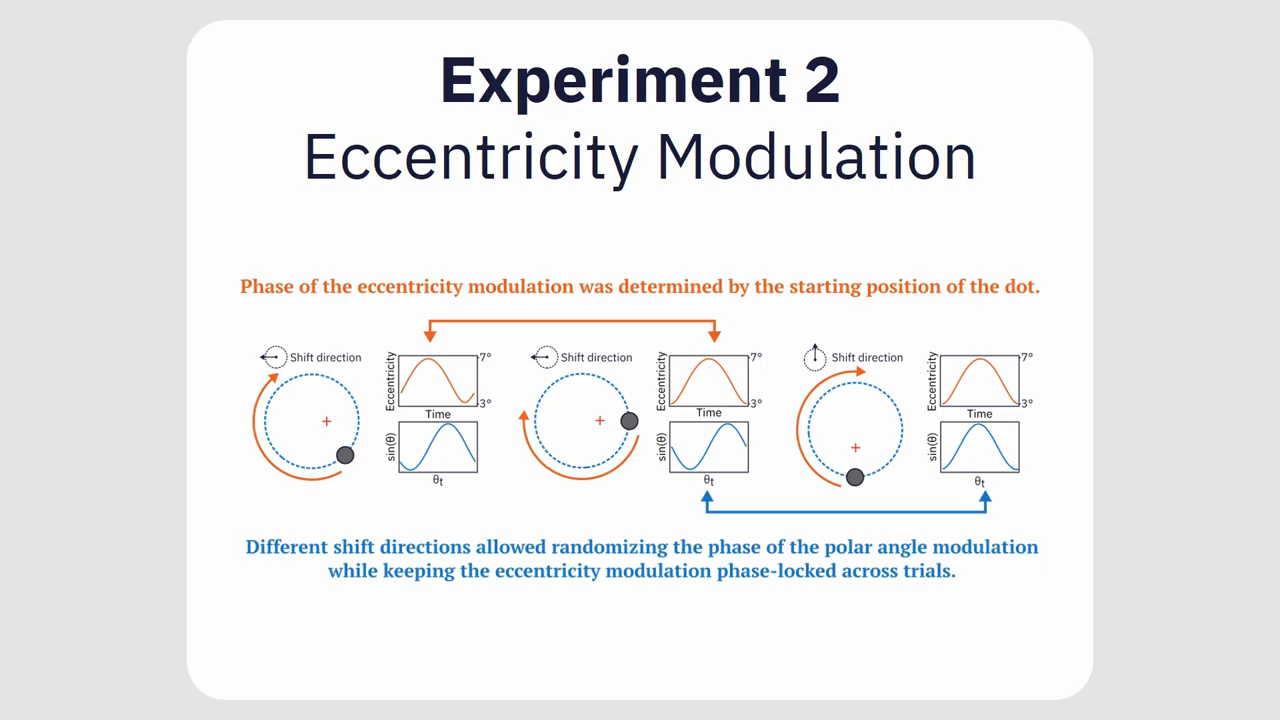 Experiment 2
Eccentricity Modulation
Phase of the eccentricity modulation was determined by the starting position of the dot.
Shift direction
Eccentricity
7°
3°
Time
sin(θ)
θt
Shift direction
Eccentricity
7°
3°
Time
sin(θ)
θt
Shift direction
Eccentricity
7°
3°
Time
sin(θ)
θt
Different shift directions allowed randomizing the phase of the polar angle modulation
while keeping the eccentricity modulation phase-locked across trials.